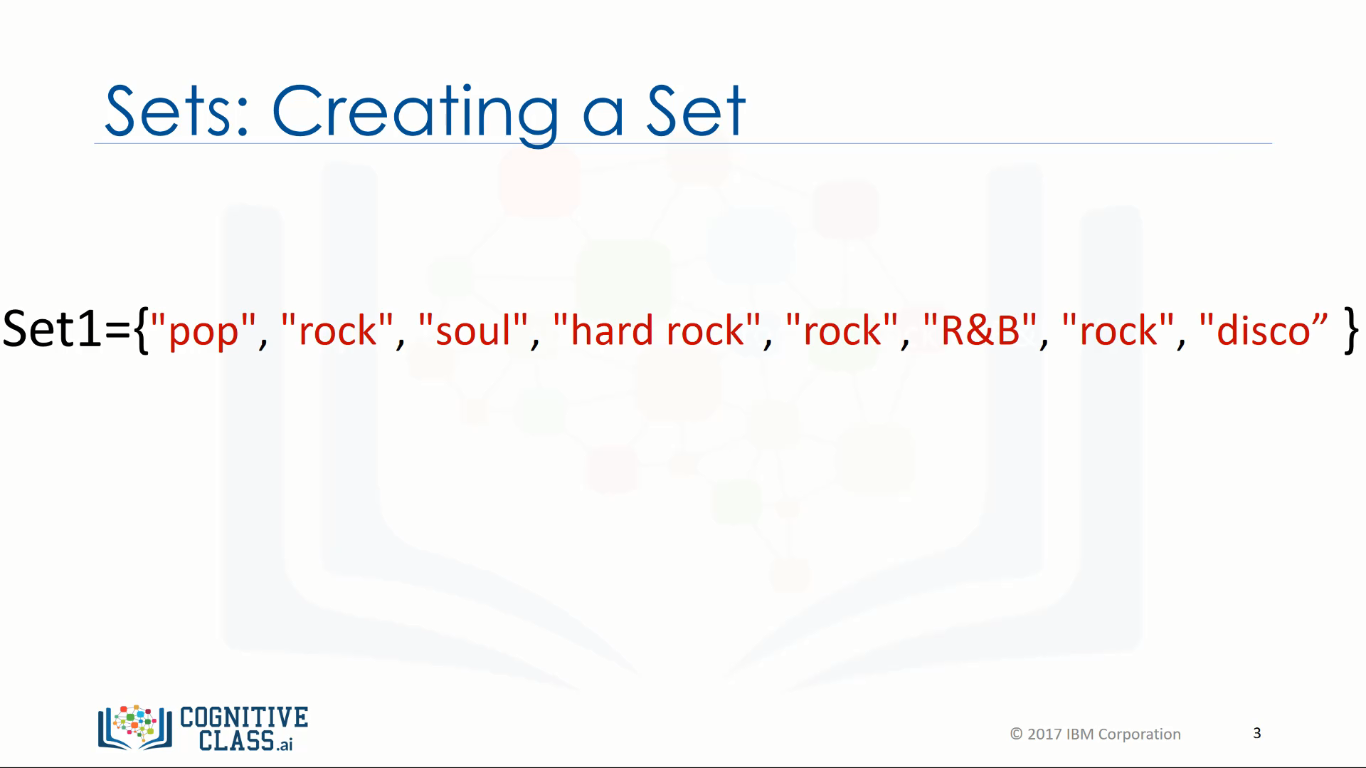 Sets: Creating a Set
Set1={"pop", "rock", "soul", "hard rock", "rock", "R&B", "rock", "disco” }
COGNITIVE
CLASS.ai
© 2017 IBM Corporation 3